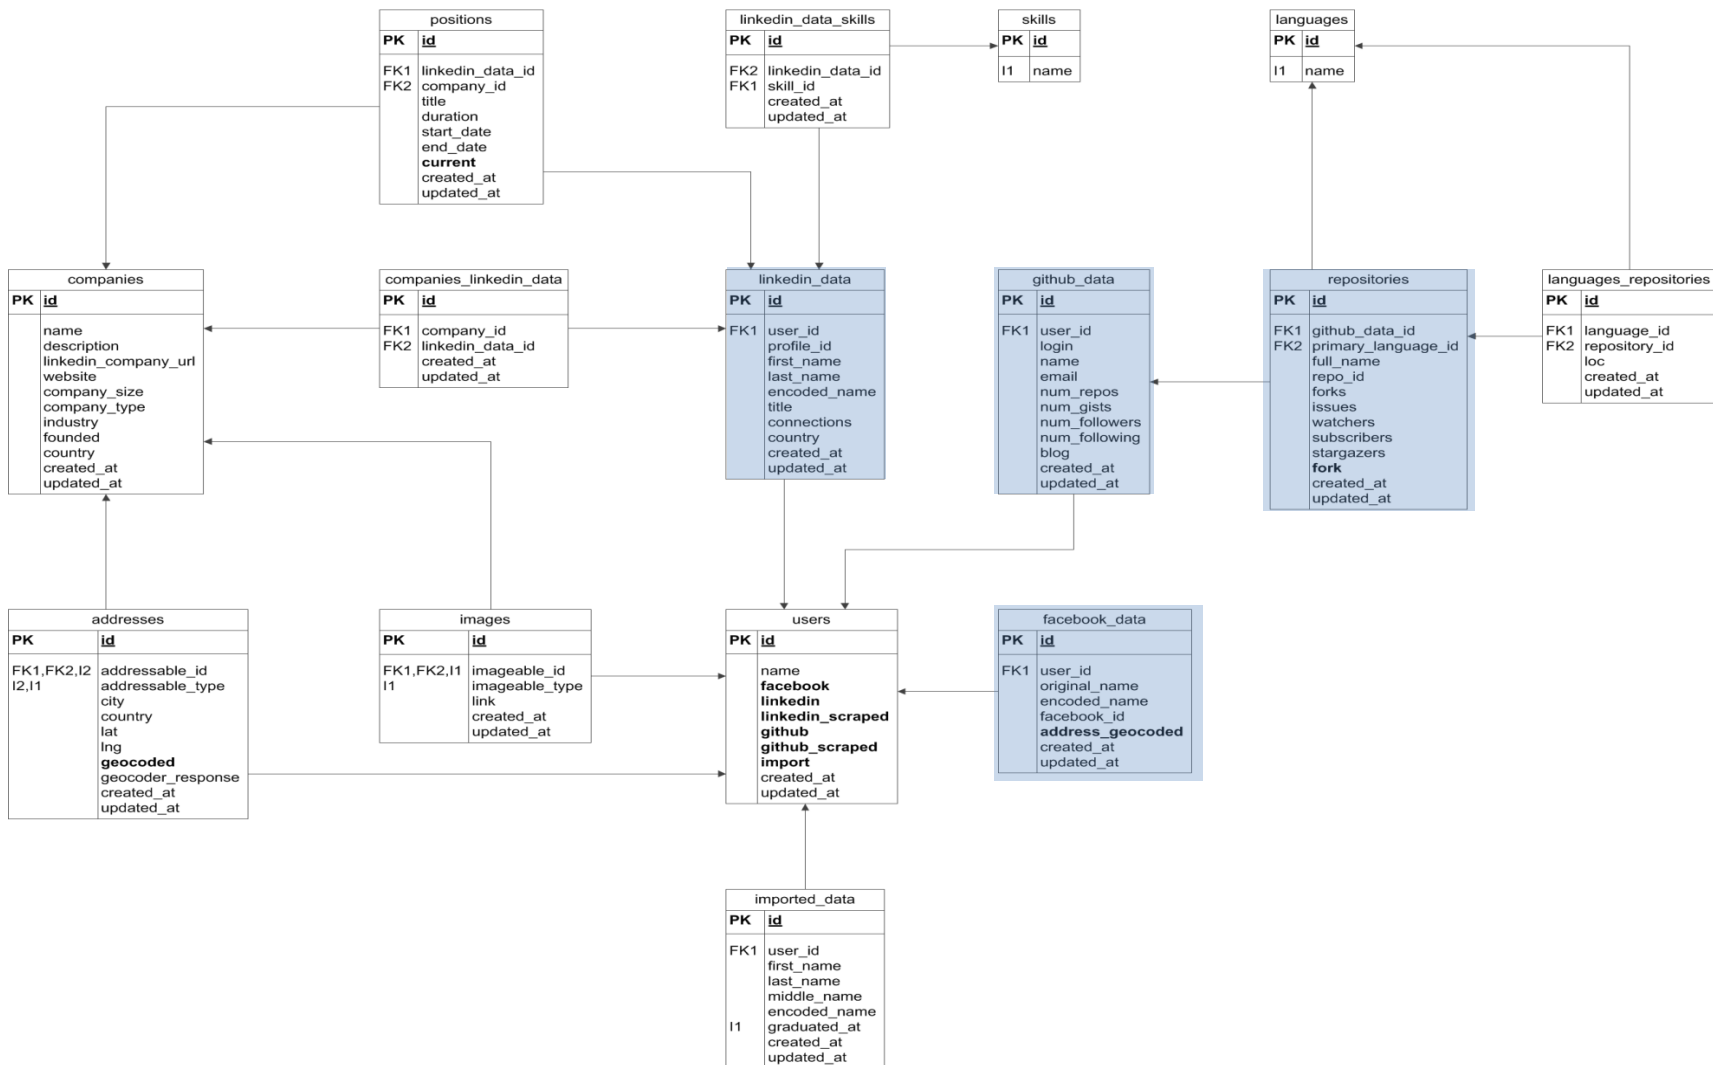 positions
PK id
FK1 linkedin_data_id
FK2 company_id
title
duration
start_date
end_date
current
created_at
updated_at
linkedin_data_skills
PK id
FK2 linkedin_data_id
FK1 skill_id
created_at
updated_at
skills
PK id
I1 name
languages
PK id
I1 name
companies
PK id
name
description
linkedin_company_url
website
company_size
company_type
industry
founded
country
created_at
updated_at
companies_linkedin_data
PK id
FK1 company_id
FK2 linkedin_data_id
created_at
updated_at
linkedin_data
PK id
FK1 user_id
profile_id
first_name
last_name
encoded_name
title
connections
country
created_at
updated_at
github_data
PK id
FK1 user_id
login
name
email
num_repos
num_gists
num_followers
num_following
blog
created_at
updated_at
repositories
PK id
FK1 github_data_id
FK2 primary_language_id
full_name
repo_id
forks
issues
watchers
subscribers
stargazers
fork
created_at
updated_at
languages_repositories
PK id
FK1 language_id
FK2 repository_id
loc
created_at
updated_at
addresses
PK id
FK1,FK2,I2 addressable_id
I2,I1 addressable_type
city
country
lat
lng
geocoded
geocoder_response
created_at
updated_at
images
PK id
FK1,FK2,I1 imageable_id
I1 imageable_type
link
created_at
updated_at
users
PK id
name
facebook
linkedin
linkedin_scraped
github
github_scraped
import
created_at
updated_at
facebook_data
PK id
FK1 user_id
original_name
encoded_name
facebook_id
address_geocoded
created_at
updated_at
imported_data
PK id
FK1 user_id
first_name
last_name
middle_name
encoded_name
I1 graduated_at
created_at
updated_at